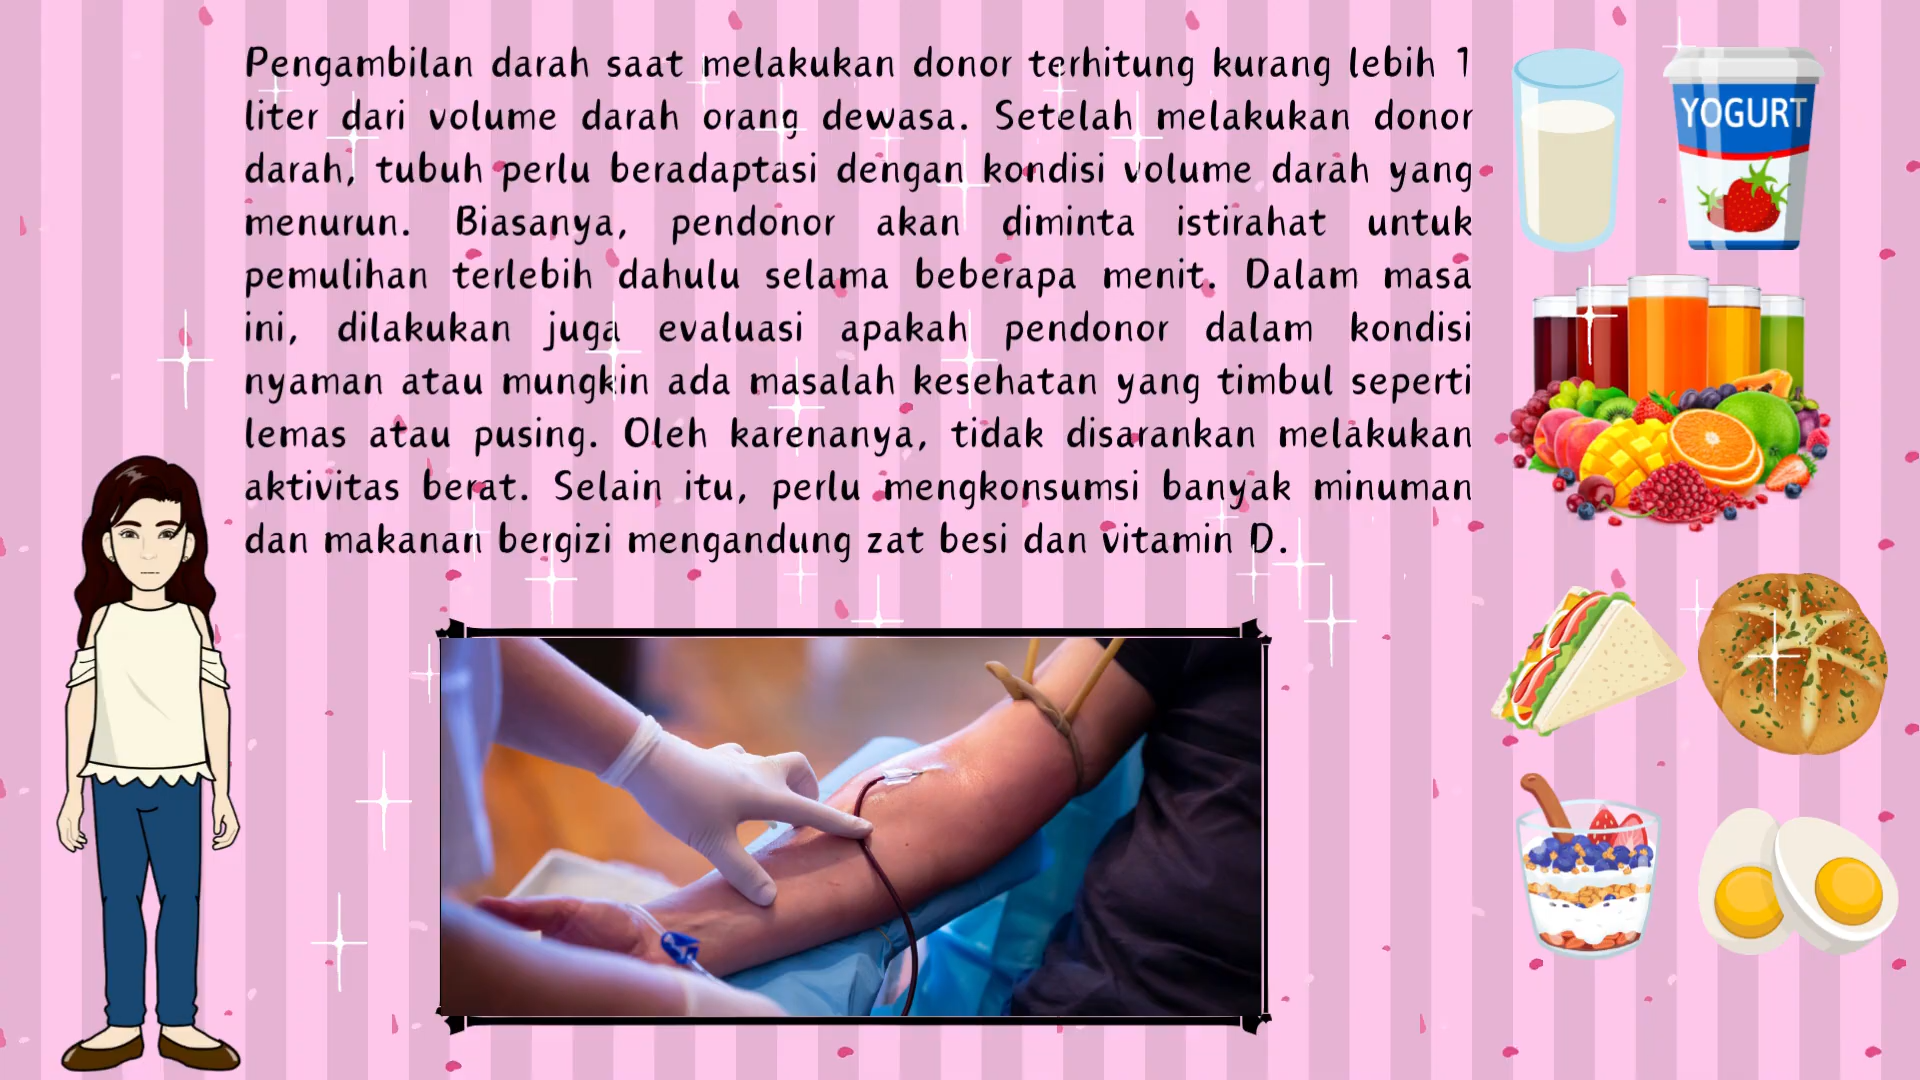 Pengambilan darah saat melakukan donor terhitung kurang lebih 1
liter dari volume darah orang dewasa. Setelah melakukan donor
darah, tubuh perlu beradaptasi dengan kondisi volume darah yang
menurun. Biasanya, pendonor akan diminta istirahat untuk
pemulihan terlebih dahulu selama beberapa menit. Dalam masa
ini, dilakukan juga evaluasi apakah pendonor dalam kondisi
nyaman atau mungkin ada masalah kesehatan yang timbul seperti
lemas atau pusing. Oleh karenanya, tidak disarankan melakukan
aktivitas berat. Selain itu, perlu mengkonsumsi banyak minuman
dan makanan bergizi mengandung zat besi dan vitamin D.
YOGURT